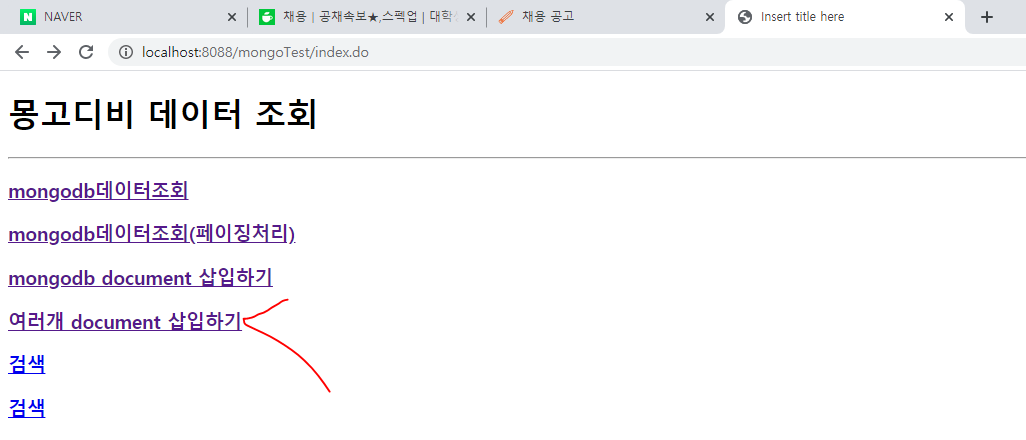 NAVER
채용 | 공채속보★,스펙업 | 대학
채용 공고
Insert title here
localhost:8088/mongoTest/index.do
몽고디비 데이터 조회
mongodb데이터조회
mongodb데이터조회(페이징처리)
mongodb document 삽입하기
여러개 document 삽입하기
검색
검색